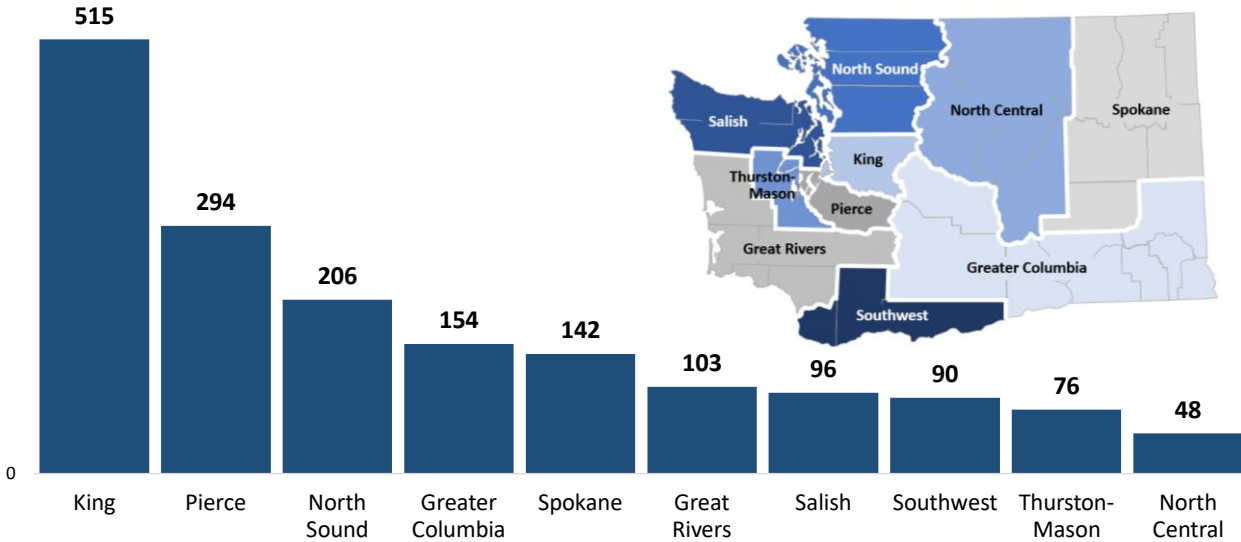 515
294
206
154
142
103
96
90
76
48
0
King
Pierce
North
Sound
Greater
Columbia
Spokane
Great
Rivers
Salish
Southwest
Thurston-
Mason
North
Central
North Sound
North Central
Spokane
Salish
King
Thurston-
Mason
Pierce
Great Rivers
Greater Columbia
Southwest